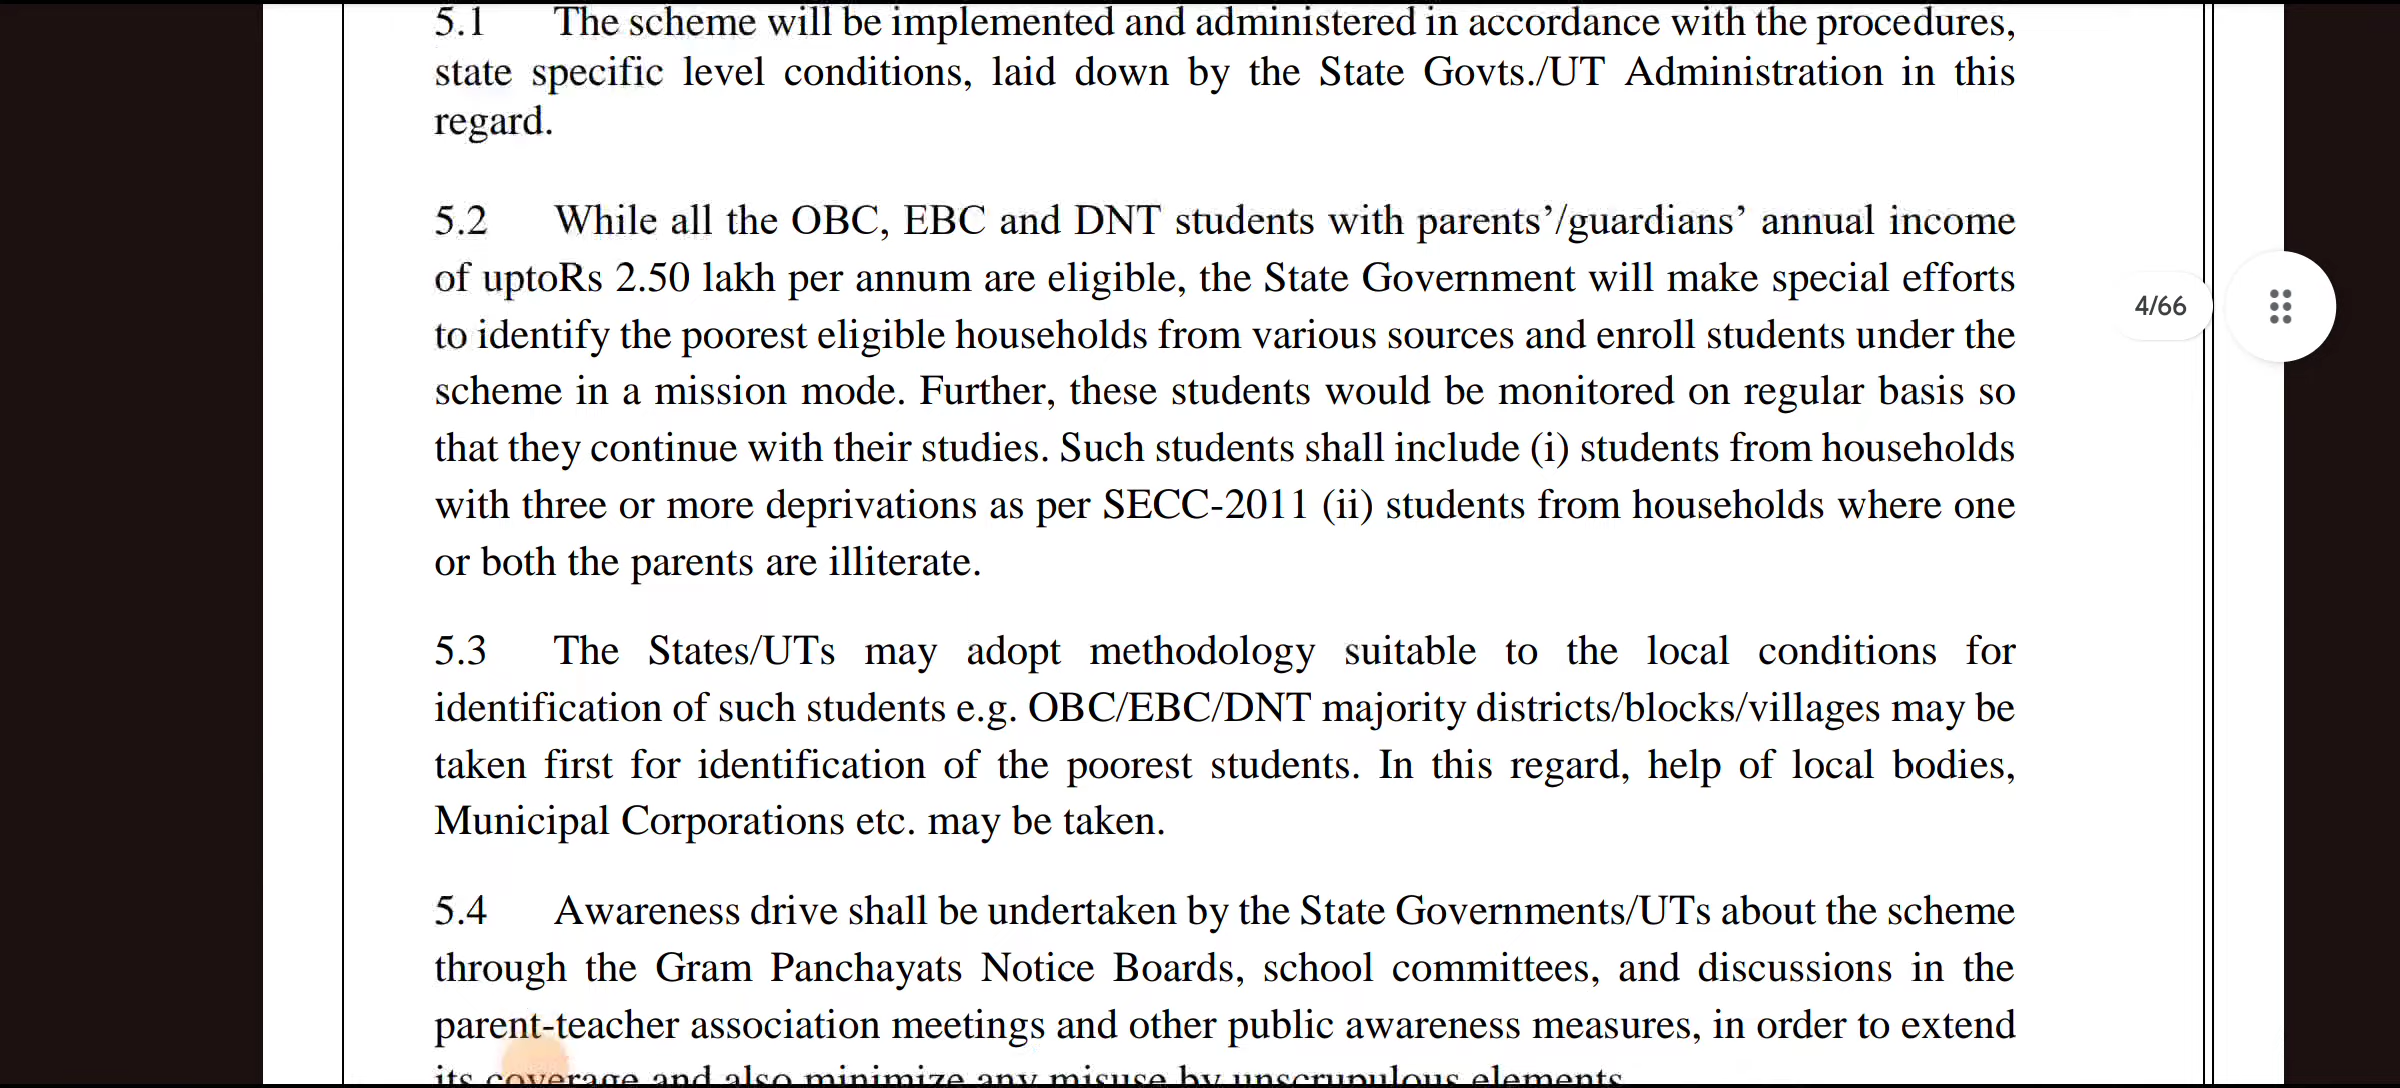 5.1 The scheme will be implemented and administered in accordance with the procedures,
state specific level conditions, laid down by the State Govts./UT Administration in this
regard.
5.2 While all the OBC, EBC and DNT students with parents’/guardians’ annual income
of uptoRs 2.50 lakh per annum are eligible, the State Government will make special efforts
to identify the poorest eligible households from various sources and enroll students under the
scheme in a mission mode. Further, these students would be monitored on regular basis so
that they continue with their studies. Such students shall include (i) students from households
with three or more deprivations as per SECC-2011 (ii) students from households where one
or both the parents are illiterate.
4/66
5.3 The States/UTs may adopt methodology suitable to the local conditions for
identification of such students e.g. OBC/EBC/DNT majority districts/blocks/villages may be
taken first for identification of the poorest students. In this regard, help of local bodies,
Municipal Corporations etc. may be taken.
5.4 Awareness drive shall be undertaken by the State Governments/UTs about the scheme
through the Gram Panchayats Notice Boards, school committees, and discussions in the
parent-teacher association meetings and other public awareness measures, in order to extend
its coverage and also minimize any misuse by unscrupulous elements.